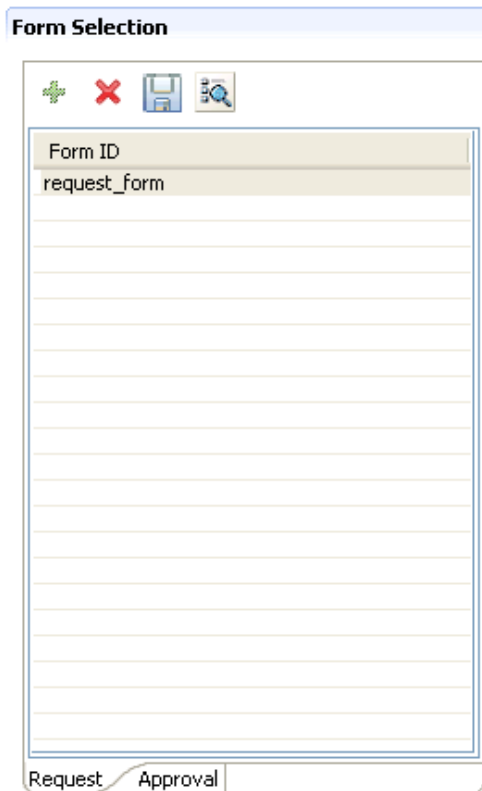 Form Selection
Form ID
request_form
Request Approval